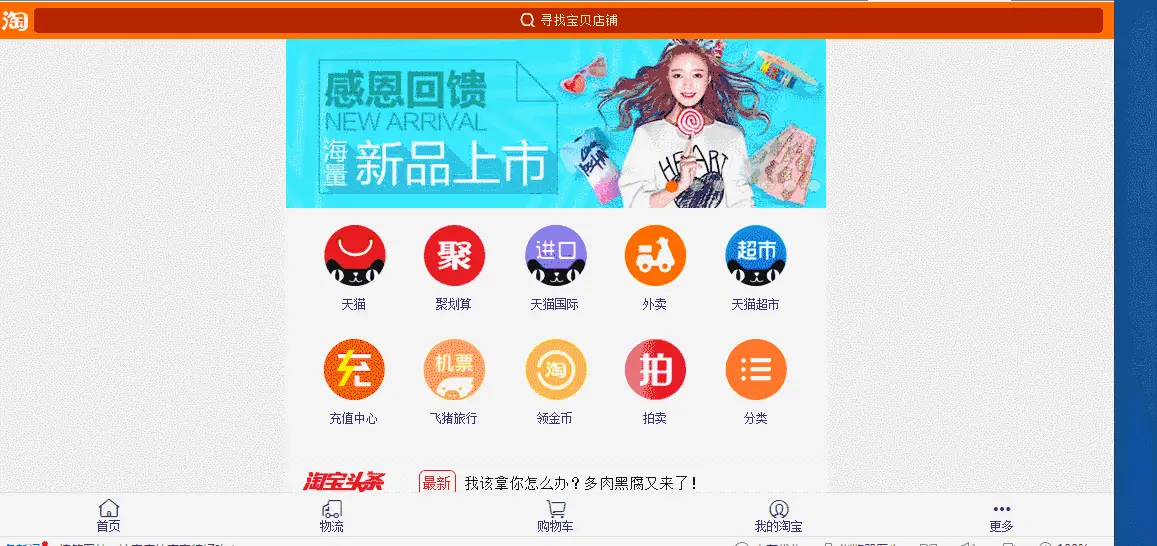 淘
寻找宝贝店铺
感恩回馈
NEW ARRIVAL
海量 新品上市
HEART
聚
进口
超市
天猫
聚划算
天猫国际
外卖
天猫超市
充
机票
淘
拍
充值中心
飞猪旅行
领金币
拍卖
分类
淘宝头条 最新 我该拿你怎么办?多肉黑腐又来了!
首页
物流
购物车
我的淘宝
更多